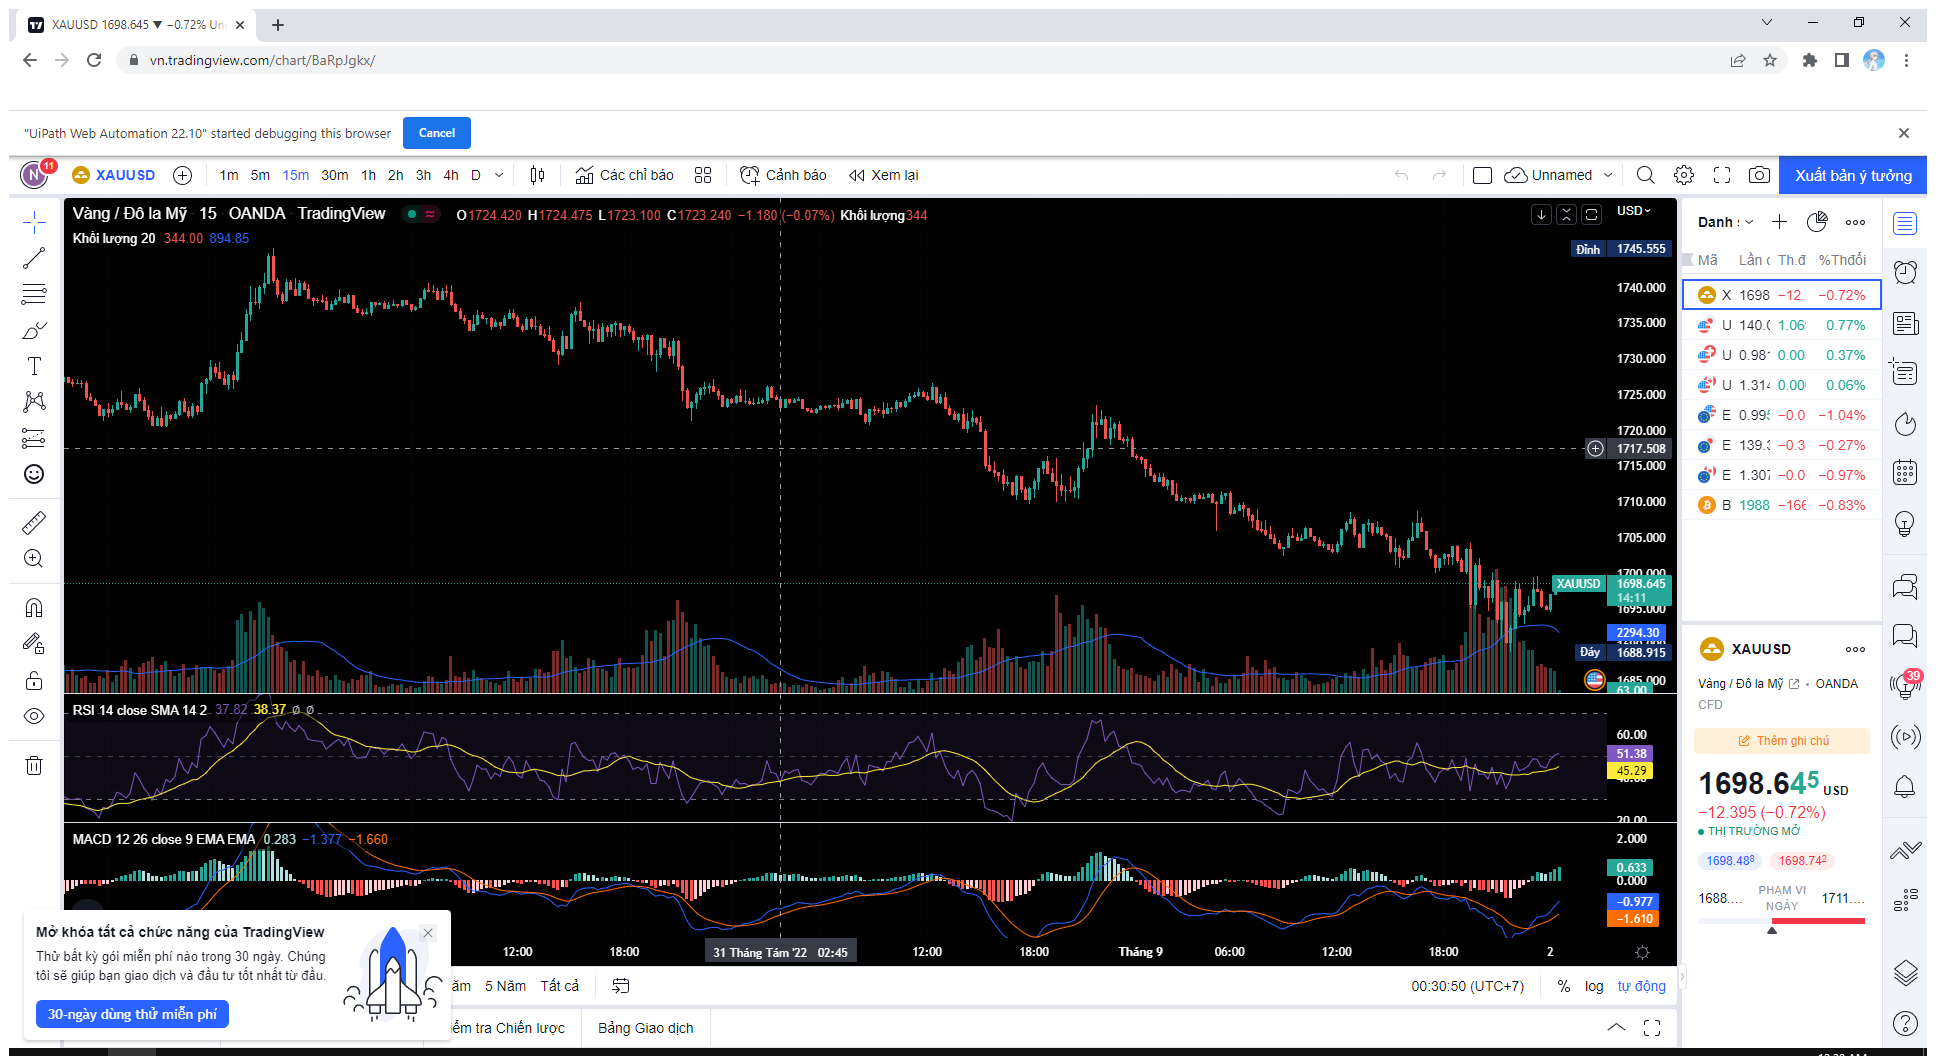 XAUUSD 1698.645 ▼ −0.72% Un
vn.tradingview.com/chart/BaRpJgkx/
"UiPath Web Automation 22.10" started debugging this browser
Cancel
N 11 XAUUSD 1m 5m 15m 30m 1h 2h 3h 4h D Các chỉ báo Cảnh báo Xem lại Unnamed Xuất bản ý tưởng
Vàng / Đô la Mỹ 15 OANDA TradingView O1724.420 H1724.475 L1723.100 C1723.240 −1.180 (−0.07%) Khối lượng344
Khối lượng 20 344.00 894.85
USD
Đỉnh 1745.555
1740.000
1735.000
1730.000
1725.000
1720.000
1717.508
1715.000
1710.000
1705.000
1700.000
XAUUSD 1698.645
14:11
1695.000
2294.30
Đáy 1688.915
1685.000
63.00
RSI 14 close SMA 14 2 37.82 38.37 ø ø
60.00
51.38
45.29
20.00
MACD 12 26 close 9 EMA EMA 0.283 −1.377 −1.660
2.000
0.633
0.000
−0.977
−1.610
12:00 18:00 31 Tháng Tám '22 02:45 12:00 18:00 Tháng 9 06:00 12:00 18:00 2
ăm 5 Năm Tất cả 00:30:50 (UTC+7) % log tự động
iểm tra Chiến lược Bảng Giao dịch
Mở khóa tất cả chức năng của TradingView
Thử bất kỳ gói miễn phí nào trong 30 ngày. Chúng
tôi sẽ giúp bạn giao dịch và đầu tư tốt nhất từ đầu.
30-ngày dùng thử miễn phí
Danh
Mã Lần Th.đ %Thđổi
X 1698 −12. −0.72%
U 140.0 1.06 0.77%
U 0.981 0.00 0.37%
U 1.314 0.00 0.06%
E 0.995 −0.0 −1.04%
E 139.3 −0.3 −0.27%
E 1.307 −0.0 −0.97%
B 1988 −166 −0.83%
XAUUSD
Vàng / Đô la Mỹ • OANDA
CFD
Thêm ghi chú
1698.645 USD
−12.395 (−0.72%)
THỊ TRƯỜNG MỞ
1698.488 1698.742
1688.... PHẠM VI NGÀY 1711....
39